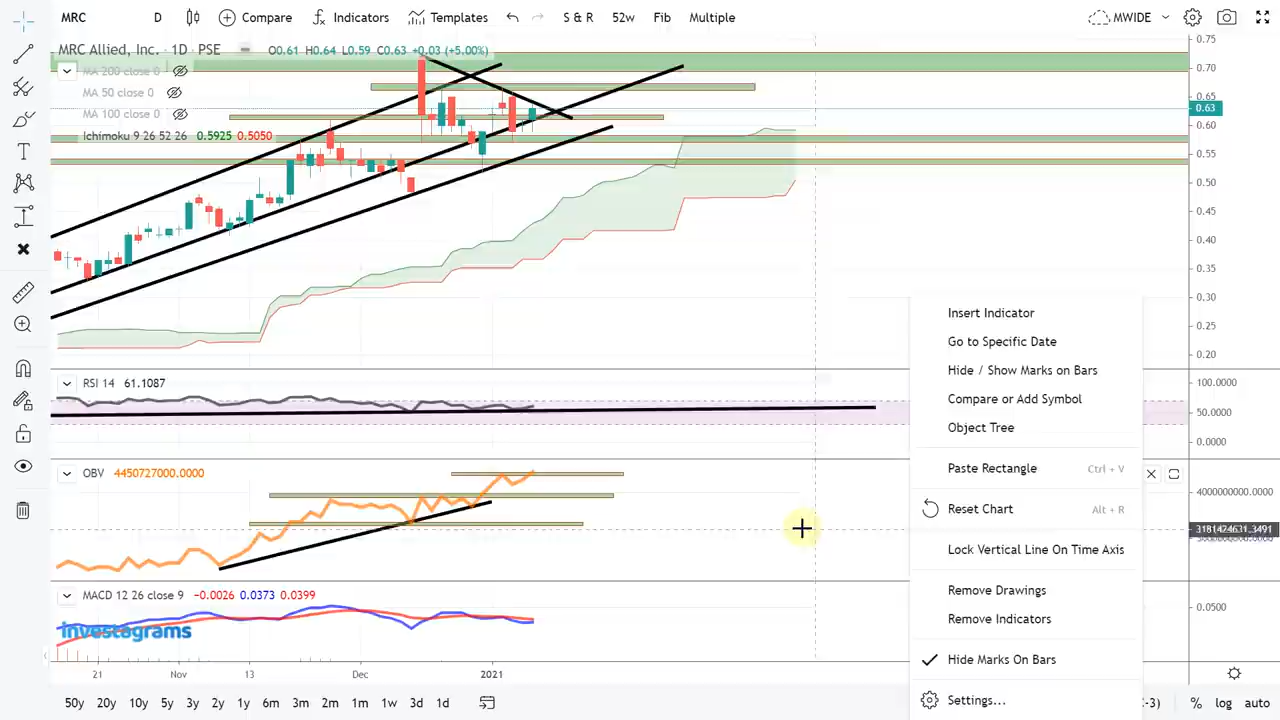 MRC D Compare Indicators Templates S & R 52w Fib Multiple MWIDE
MRC Allied, Inc. · 1D · PSE O0.61 H0.64 L0.59 C0.63 +0.03 (+5.00%)
MA 200 close 0
MA 50 close 0
MA 100 close 0
Ichimoku 9 26 52 26 0.5925 0.5050
0.75
0.70
0.65
0.63
0.60
0.55
0.50
0.45
0.40
0.35
0.30
0.25
0.20
RSI 14 61.1087
100.0000
50.0000
0.0000
OBV 4450727000.0000
4000000000.0000
3181424631.3491
MACD 12 26 close 9 −0.0026 0.0373 0.0399
0.0500
investagrams
Insert Indicator
Go to Specific Date
Hide / Show Marks on Bars
Compare or Add Symbol
Object Tree
Paste Rectangle Ctrl + V
Reset Chart Alt + R
Lock Vertical Line On Time Axis
Remove Drawings
Remove Indicators
Hide Marks On Bars
Settings...
21 Nov 13 Dec 2021
50y 20y 10y 5y 3y 2y 1y 6m 3m 2m 1m 1w 3d 1d % log auto